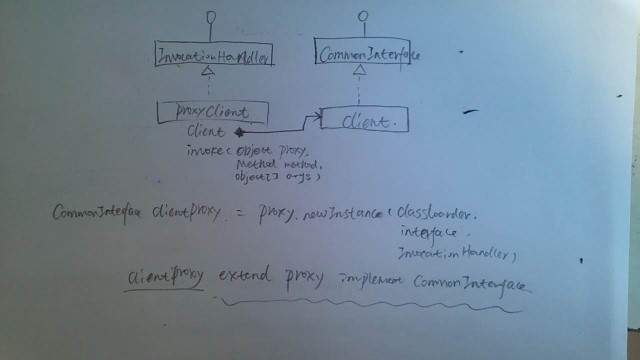 InvocationHandler
CommonInterface
proxyClient
client.
client
invoke( Object proxy,
Method method,
Object[] args)
CommonInterface clientproxy. = proxy.newInstance( classloarder.
interface.
InvocationHandler)
clientproxy extend proxy implement CommonInterface